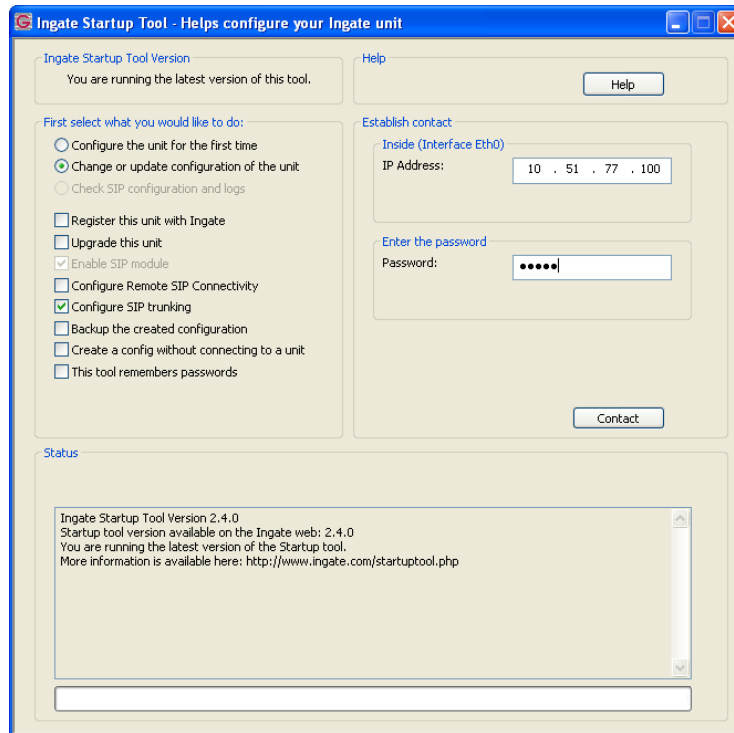 Ingate Startup Tool - Helps configure your Ingate unit
Ingate Startup Tool Version
You are running the latest version of this tool.
Help
Help
First select what you would like to do:
Configure the unit for the first time
Change or update configuration of the unit
Check SIP configuration and logs
Register this unit with Ingate
Upgrade this unit
Enable SIP module
Configure Remote SIP Connectivity
Configure SIP trunking
Backup the created configuration
Create a config without connecting to a unit
This tool remembers passwords
Establish contact
Inside (Interface Eth0)
IP Address: 10 . 51 . 77 . 100
Enter the password
Password: •••••
Contact
Status
Ingate Startup Tool Version 2.4.0
Startup tool version available on the Ingate web: 2.4.0
You are running the latest version of the Startup tool.
More information is available here: http://www.ingate.com/startuptool.php